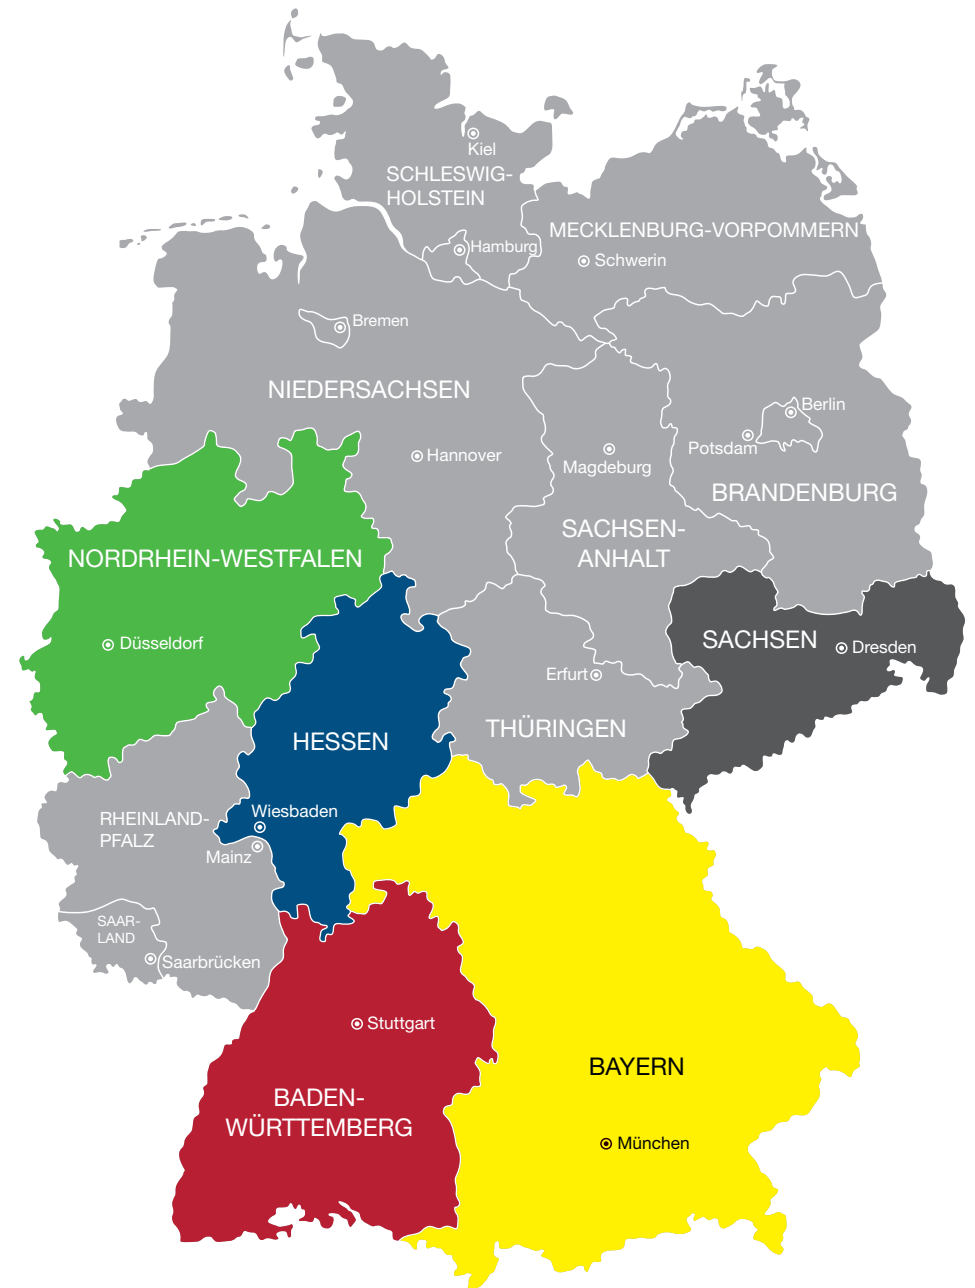 Kiel
SCHLESWIG-
HOLSTEIN
MECKLENBURG-VORPOMMERN
Hamburg
Schwerin
Bremen
NIEDERSACHSEN
Berlin
Potsdam
Hannover
Magdeburg
BRANDENBURG
SACHSEN-
ANHALT
NORDRHEIN-WESTFALEN
Düsseldorf
SACHSEN
Dresden
Erfurt
THÜRINGEN
HESSEN
Wiesbaden
RHEINLAND-
PFALZ
Mainz
SAAR-
LAND
Saarbrücken
Stuttgart
BAYERN
BADEN-
WÜRTTEMBERG
München